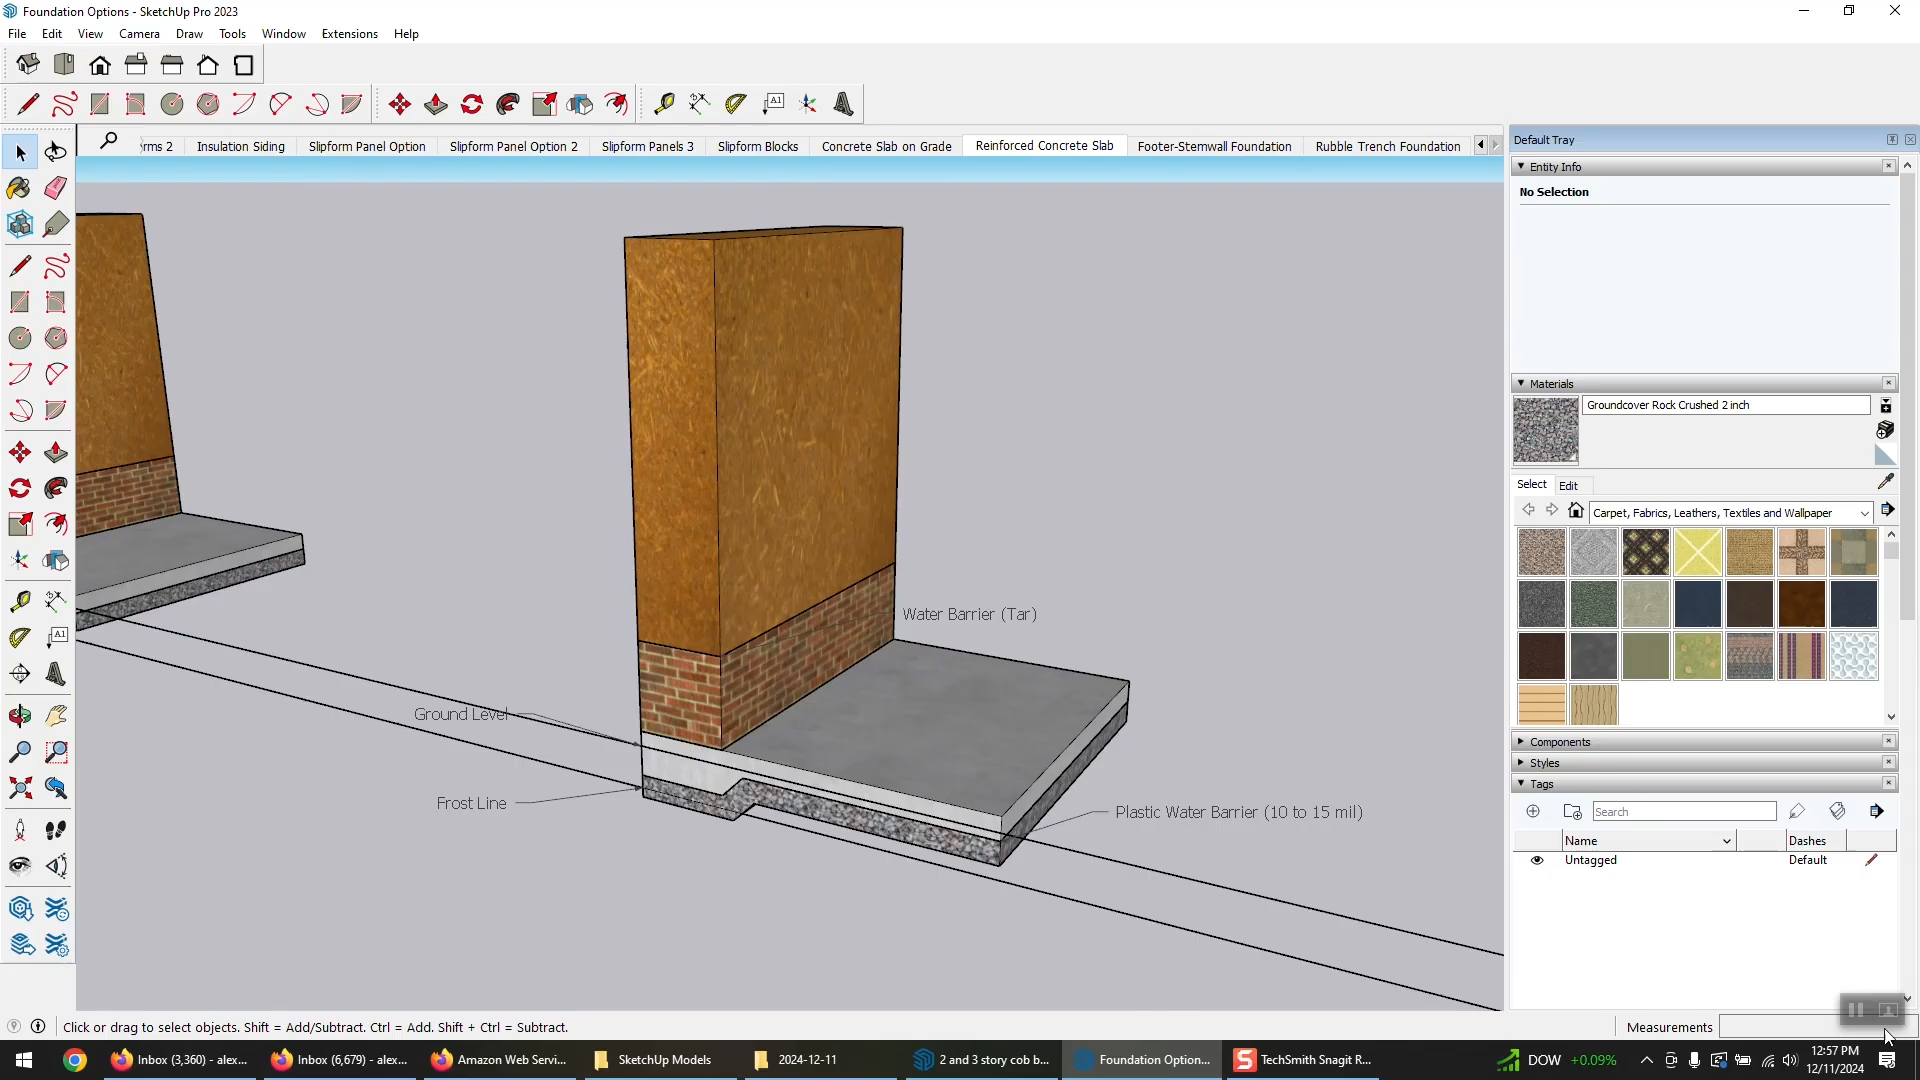 Foundation Options - SketchUp Pro 2023
File Edit View Camera Draw Tools Window Extensions Help
A1
rms 2 Insulation Siding Slipform Panel Option Slipform Panel Option 2 Slipform Panels 3 Slipform Blocks Concrete Slab on Grade Reinforced Concrete Slab Footer-Stemwall Foundation Rubble Trench Foundation
Default Tray
Entity Info
No Selection
Materials
Groundcover Rock Crushed 2 inch
Select Edit
Carpet, Fabrics, Leathers, Textiles and Wallpaper
A1
Water Barrier (Tar)
Ground Level
Frost Line
Plastic Water Barrier (10 to 15 mil)
Components
Styles
Tags
Search
Name Dashes
Untagged Default
Click or drag to select objects. Shift = Add/Subtract. Ctrl = Add. Shift + Ctrl = Subtract.
Measurements
Inbox (3,360) - alex... Inbox (6,679) - alex... Amazon Web Servi... SketchUp Models 2024-12-11 2 and 3 story cob b... Foundation Option... TechSmith Snagit R... DOW +0.09% 12:57 PM
12/11/2024